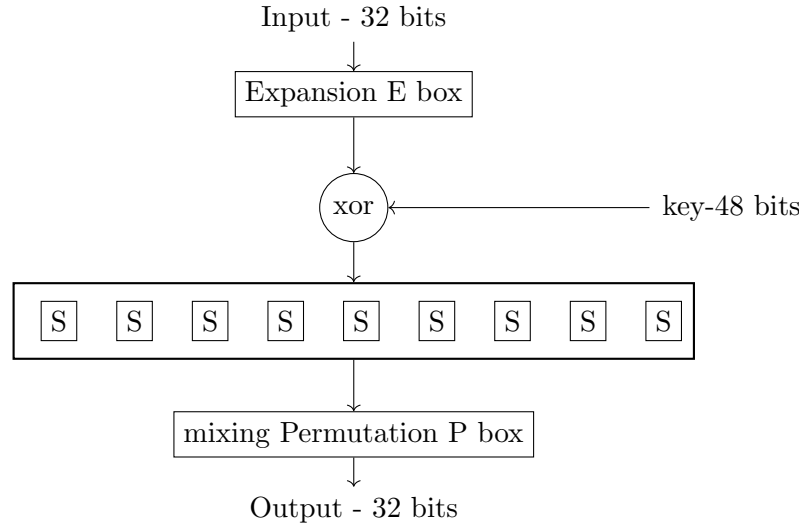 Input - 32 bits
Expansion E box
xor
key-48 bits
S S S S S S S S S
mixing Permutation P box
Output - 32 bits